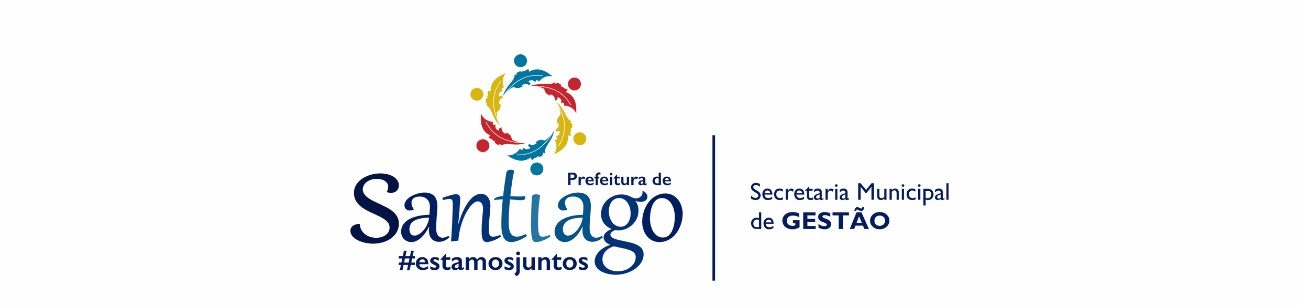 Prefeitura de
Santiago
#estamosjuntos
Secretaria Municipal
de GESTÃO